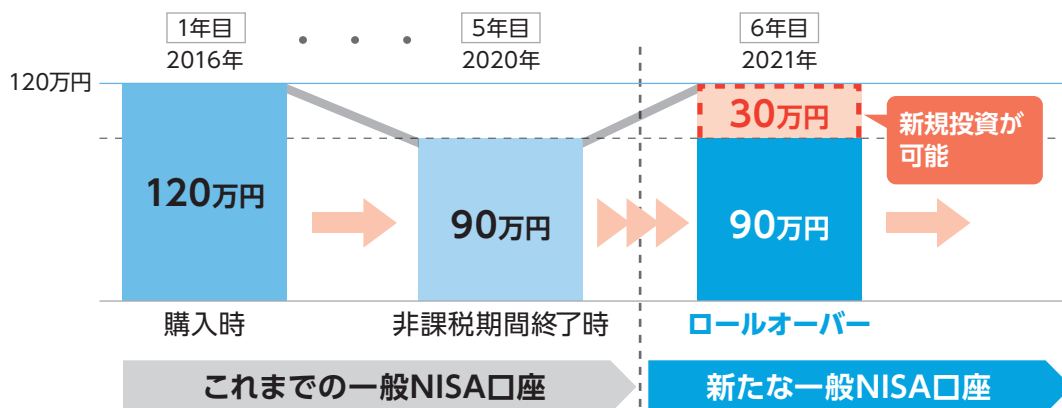 1年目
2016年
・・・
5年目
2020年
6年目
2021年
120万円
120万円
90万円
30万円
90万円
新規投資が
可能
購入時
非課税期間終了時
ロールオーバー
これまでの一般NISA口座
新たな一般NISA口座